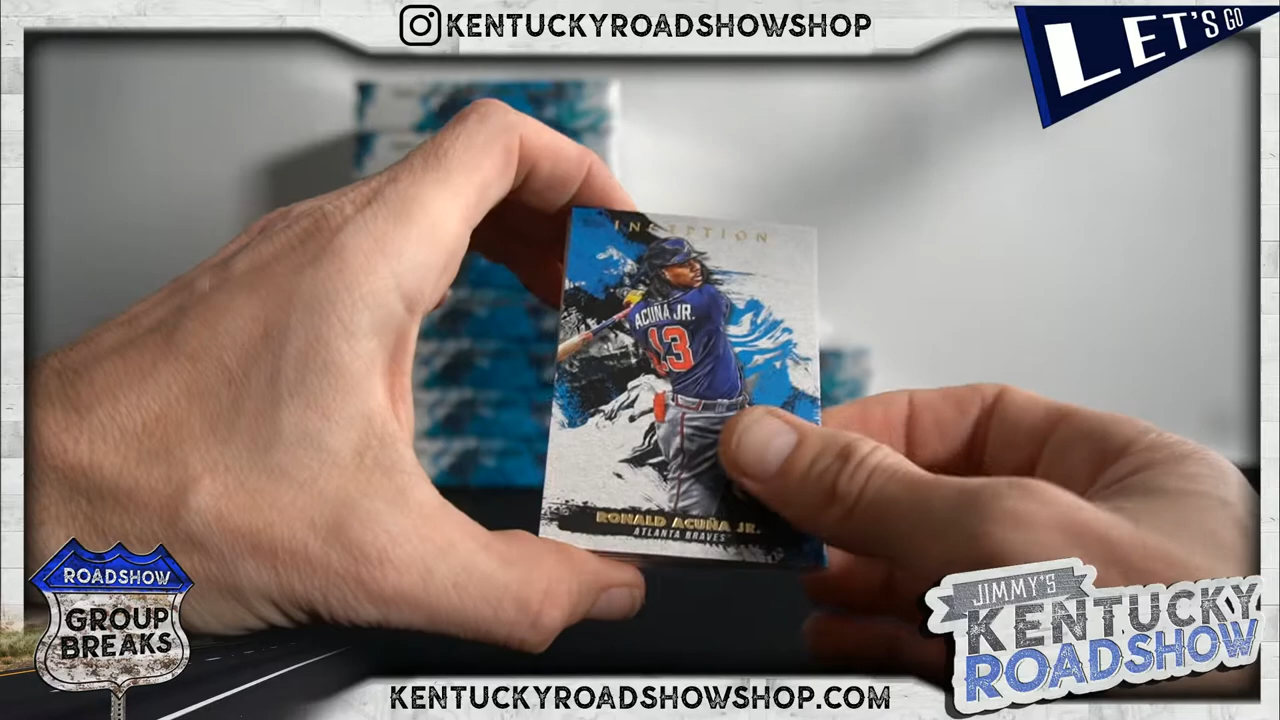 KENTUCKYROADSHOWSHOP
LET'S GO
INCEPTION
ACUÑA JR.
13
RONALD ACUÑA JR.
ATLANTA BRAVES
ROADSHOW
GROUP
BREAKS
JIMMY'S
KENTUCKY
ROADSHOW
KENTUCKYROADSHOWSHOP.COM